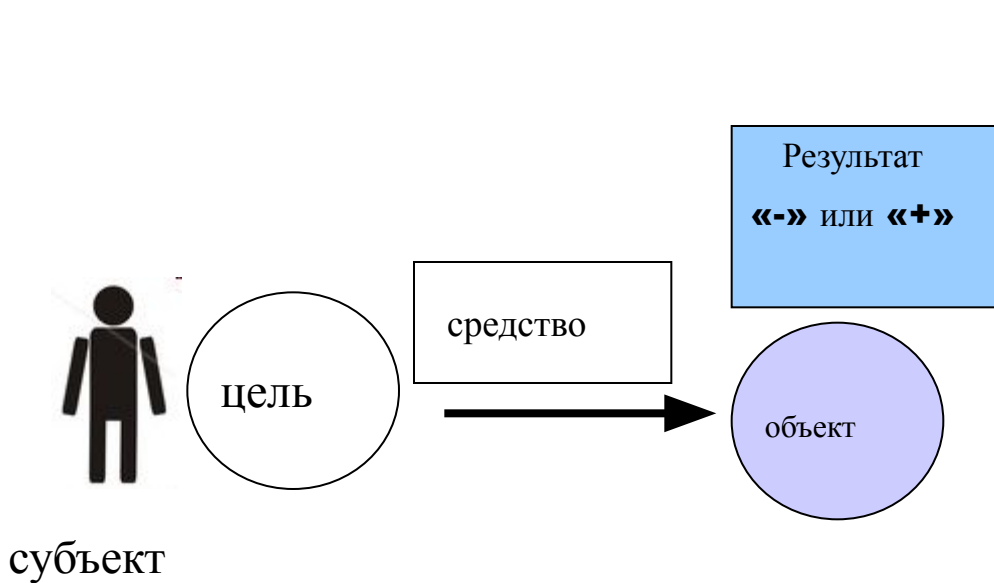 Результат
«-» или «+»
средство
цель
объект
субъект